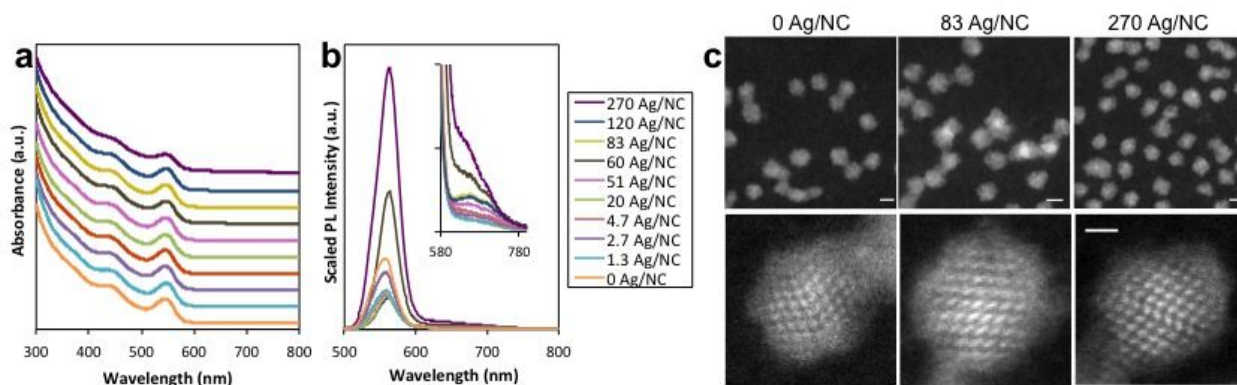 a
Absorbance (a.u.)
300 400 500 600 700 800
Wavelength (nm)
b
Scaled PL Intensity (a.u.)
580 780
500 600 700 800
Wavelength (nm)
270 Ag/NC
120 Ag/NC
83 Ag/NC
60 Ag/NC
51 Ag/NC
20 Ag/NC
4.7 Ag/NC
2.7 Ag/NC
1.3 Ag/NC
0 Ag/NC
c
0 Ag/NC 83 Ag/NC 270 Ag/NC